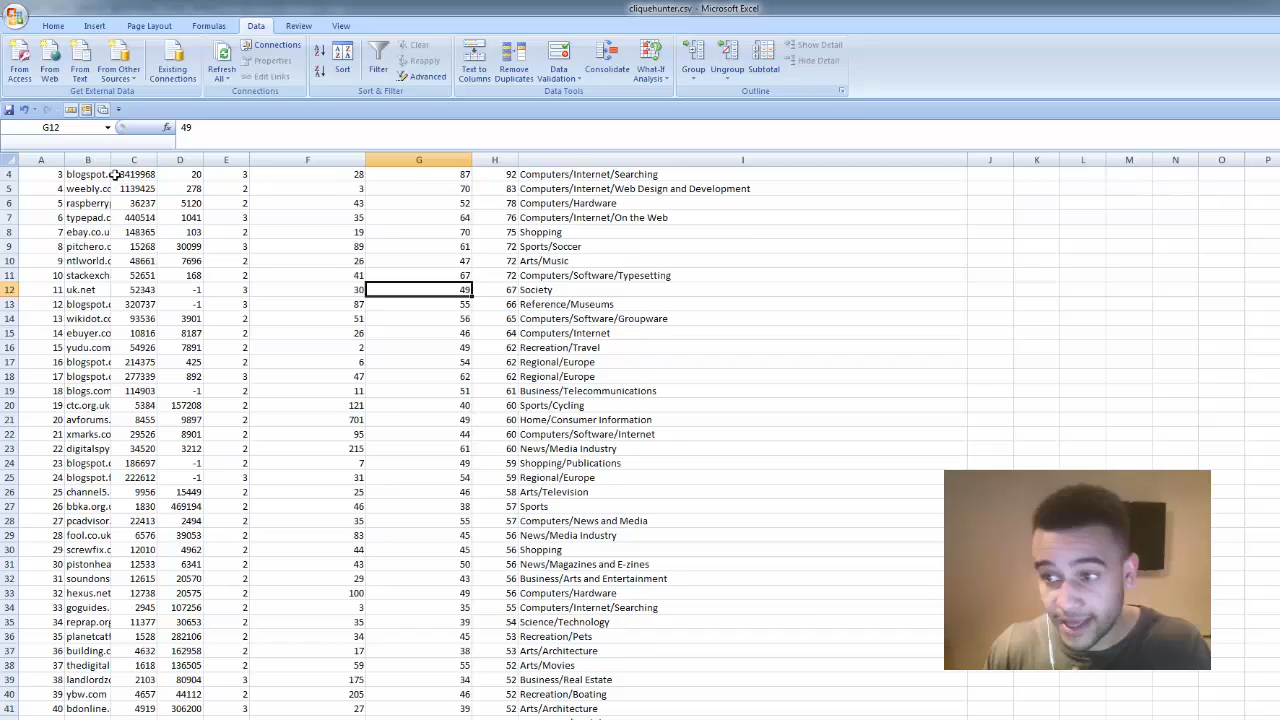 cliquehunter.csv - Microsoft Excel
Home Insert Page Layout Formulas Data Review View
From Access From Web From Text From Other Sources Existing Connections Refresh All Connections Properties Edit Links Sort Filter Clear Reapply Advanced Text to Columns Remove Duplicates Data Validation Consolidate What-If Analysis Group Ungroup Subtotal Show Detail Hide Detail
Get External Data Connections Sort & Filter Data Tools Outline
G12 fx 49
A B C D E F G H I J K L M N O P
4 3 blogspot. 3419968 20 3 28 87 92 Computers/Internet/Searching
5 4 weebly.co 1139425 278 2 3 70 83 Computers/Internet/Web Design and Development
6 5 raspberry 36237 5120 2 43 52 78 Computers/Hardware
7 6 typepad.c 440514 1041 3 35 64 76 Computers/Internet/On the Web
8 7 ebay.co.u 148365 103 2 19 70 75 Shopping
9 8 pitchero.c 15268 30099 3 89 61 72 Sports/Soccer
10 9 ntlworld.c 48661 7696 2 26 47 72 Arts/Music
11 10 stackexch 52651 168 2 41 67 72 Computers/Software/Typesetting
12 11 uk.net 52343 -1 3 30 49 67 Society
13 12 blogspot.c 320737 -1 3 87 55 66 Reference/Museums
14 13 wikidot.cc 93536 3901 2 51 56 65 Computers/Software/Groupware
15 14 ebuyer.co 10816 8187 2 26 46 64 Computers/Internet
16 15 yudu.com 54926 7891 2 2 49 62 Recreation/Travel
17 16 blogspot.c 214375 425 2 6 54 62 Regional/Europe
18 17 blogspot.c 277339 892 3 47 62 62 Regional/Europe
19 18 blogs.com 114903 -1 2 11 51 61 Business/Telecommunications
20 19 ctc.org.uk 5384 157208 2 121 40 60 Sports/Cycling
21 20 avforums. 8455 9897 2 701 49 60 Home/Consumer Information
22 21 xmarks.co 29526 8901 2 95 44 60 Computers/Software/Internet
23 22 digitalspy 34520 3212 2 215 61 60 News/Media Industry
24 23 blogspot.c 186697 -1 2 7 49 59 Shopping/Publications
25 24 blogspot.f 222612 -1 3 31 54 59 Regional/Europe
26 25 channel5. 9956 15449 2 25 46 58 Arts/Television
27 26 bbka.org.u 1830 469194 2 46 38 57 Sports
28 27 pcadvisor. 22413 2494 2 35 55 57 Computers/News and Media
29 28 fool.co.uk 6576 39053 2 83 45 56 News/Media Industry
30 29 screwfix.c 12010 4962 2 44 45 56 Shopping
31 30 pistonhea 12533 6341 2 43 50 56 News/Magazines and E-zines
32 31 soundons 12615 20570 2 29 43 56 Business/Arts and Entertainment
33 32 hexus.net 12738 20575 2 100 49 56 Computers/Hardware
34 33 goguides. 2945 107256 2 3 35 55 Computers/Internet/Searching
35 34 reprap.org 11377 30653 2 35 39 54 Science/Technology
36 35 planetcatf 1528 282106 2 34 45 53 Recreation/Pets
37 36 building.c 4632 162958 2 17 38 53 Arts/Architecture
38 37 thedigital 1618 136505 2 59 55 52 Arts/Movies
39 38 landlordz 2103 80904 2 175 34 52 Business/Real Estate
40 39 ybw.com 4657 44112 2 205 46 52 Recreation/Boating
41 40 bdonline. 4919 306200 3 27 39 52 Arts/Architecture